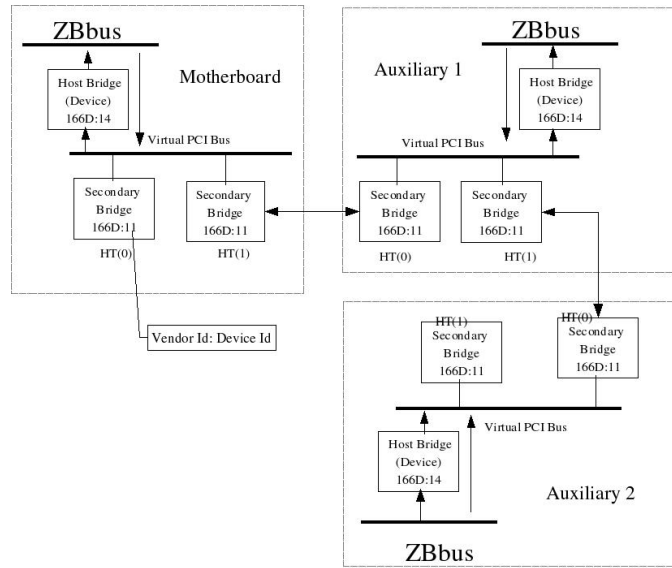 ZBbus
Motherboard
Host Bridge
(Device)
166D:14
Virtual PCI Bus
Secondary
Bridge
166D:11
HT(0)
Secondary
Bridge
166D:11
HT(1)
Vendor Id: Device Id
ZBbus
Auxiliary 1
Host Bridge
(Device)
166D:14
Virtual PCI Bus
Secondary
Bridge
166D:11
HT(0)
Secondary
Bridge
166D:11
HT(1)
HT(1)
Secondary
Bridge
166D:11
HT(0)
Secondary
Bridge
166D:11
Virtual PCI Bus
Host Bridge
(Device)
166D:14
Auxiliary 2
ZBbus